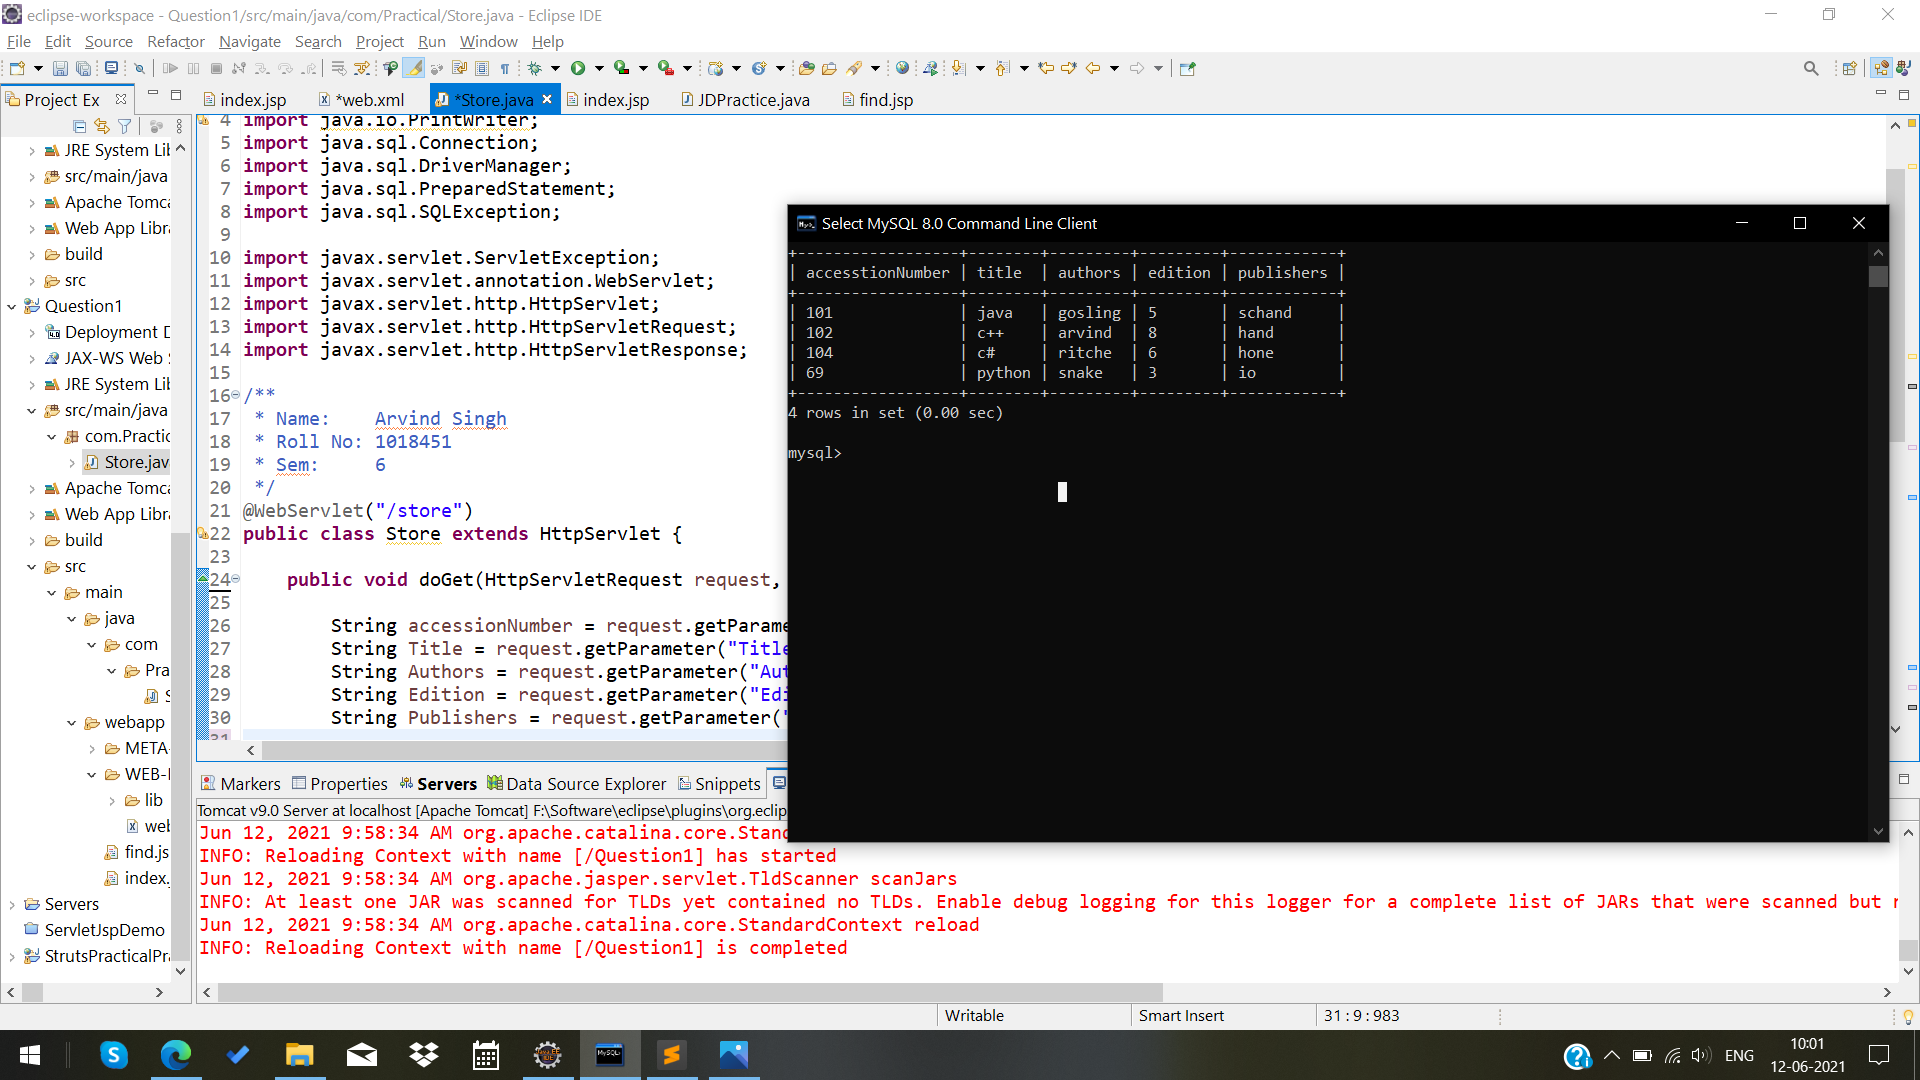 eclipse-workspace - Question1/src/main/java/com/Practical/Store.java - Eclipse IDE
File Edit Source Refactor Navigate Search Project Run Window Help
Project Ex
index.jsp *web.xml *Store.java index.jsp JDPractice.java find.jsp
JRE System Lib
src/main/java
Apache Tomca
Web App Libra
build
src
Question1
Deployment D
JAX-WS Web S
JRE System Lib
src/main/java
com.Practic
Store.jav
Apache Tomca
Web App Libra
build
src
main
java
com
Pra
S
webapp
META-
WEB-I
lib
web
find.js
index.
Servers
ServletJspDemo
StrutsPracticalPra
4 import java.io.PrintWriter;
5 import java.sql.Connection;
6 import java.sql.DriverManager;
7 import java.sql.PreparedStatement;
8 import java.sql.SQLException;
9
10 import javax.servlet.ServletException;
11 import javax.servlet.annotation.WebServlet;
12 import javax.servlet.http.HttpServlet;
13 import javax.servlet.http.HttpServletRequest;
14 import javax.servlet.http.HttpServletResponse;
15
16 /**
17 * Name: Arvind Singh
18 * Roll No: 1018451
19 * Sem: 6
20 */
21 @WebServlet("/store")
22 public class Store extends HttpServlet {
23
24 public void doGet(HttpServletRequest request,
25
26 String accessionNumber = request.getParame
27 String Title = request.getParameter("Title
28 String Authors = request.getParameter("Aut
29 String Edition = request.getParameter("Edi
30 String Publishers = request.getParameter("
31
Select MySQL 8.0 Command Line Client
+------------------+--------+---------+---------+------------+
| accesstionNumber | title | authors | edition | publishers |
+------------------+--------+---------+---------+------------+
| 101 | java | gosling | 5 | schand |
| 102 | c++ | arvind | 8 | hand |
| 104 | c# | ritche | 6 | hone |
| 69 | python | snake | 3 | io |
+------------------+--------+---------+---------+------------+
4 rows in set (0.00 sec)
mysql>
Markers Properties Servers Data Source Explorer Snippets
Tomcat v9.0 Server at localhost [Apache Tomcat] F:\Software\eclipse\plugins\org.eclip
Jun 12, 2021 9:58:34 AM org.apache.catalina.core.Stand
INFO: Reloading Context with name [/Question1] has started
Jun 12, 2021 9:58:34 AM org.apache.jasper.servlet.TldScanner scanJars
INFO: At least one JAR was scanned for TLDs yet contained no TLDs. Enable debug logging for this logger for a complete list of JARs that were scanned but n
Jun 12, 2021 9:58:34 AM org.apache.catalina.core.StandardContext reload
INFO: Reloading Context with name [/Question1] is completed
Writable Smart Insert 31 : 9 : 983
ENG
10:01
12-06-2021